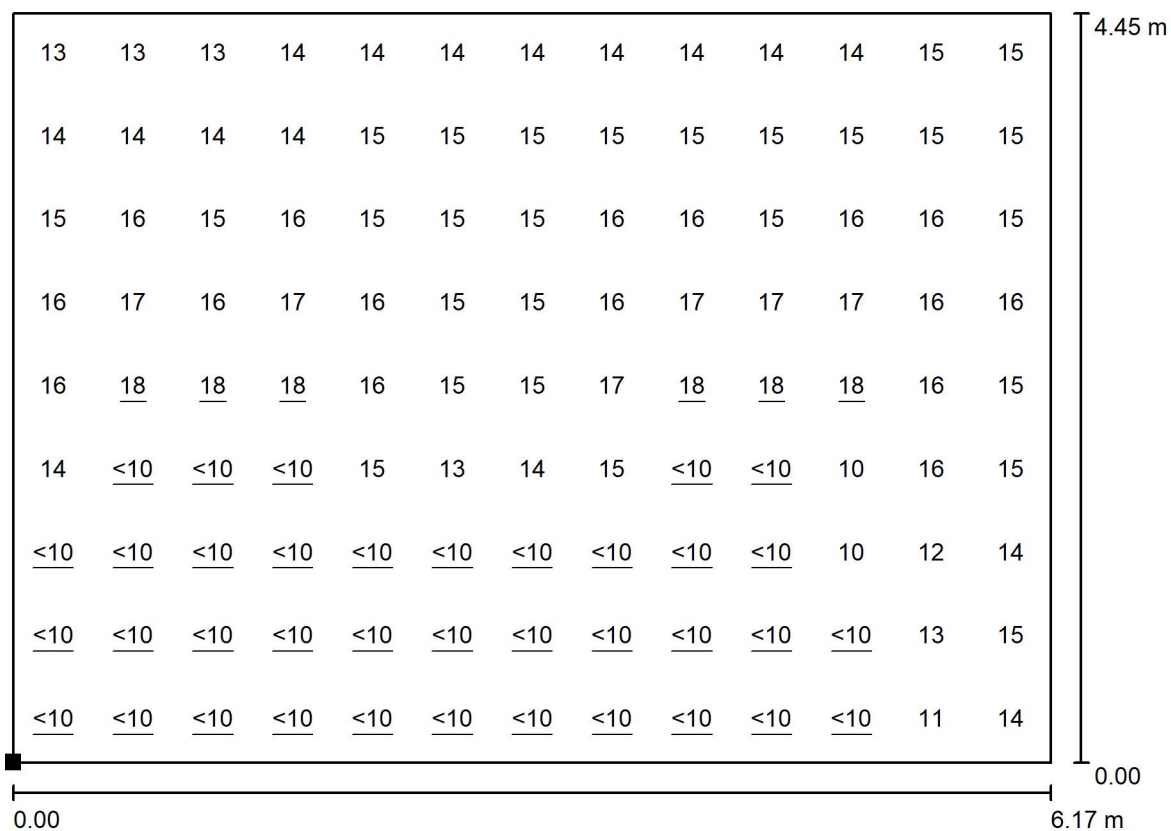 4.45 m
13 13 13 14 14 14 14 14 14 14 14 15 15
14 14 14 14 15 15 15 15 15 15 15 15 15
15 16 15 16 15 15 15 16 16 15 16 16 15
16 17 16 17 16 15 15 16 17 17 17 16 16
16 18 18 18 16 15 15 17 18 18 18 16 15
14 <10 <10 <10 15 13 14 15 <10 <10 10 16 15
<10 <10 <10 <10 <10 <10 <10 <10 <10 <10 10 12 14
<10 <10 <10 <10 <10 <10 <10 <10 <10 <10 <10 13 15
<10 <10 <10 <10 <10 <10 <10 <10 <10 <10 <10 11 14
0.00
0.00 6.17 m